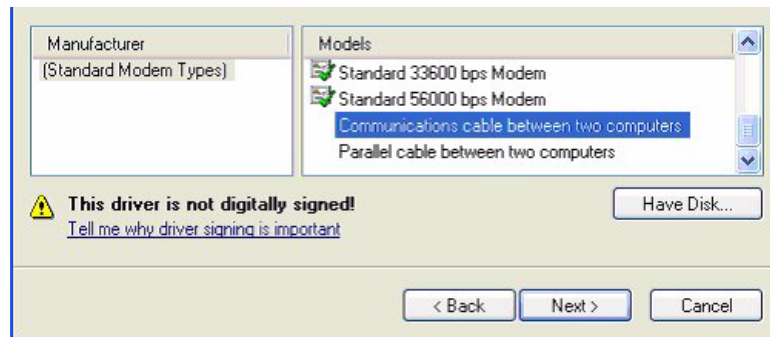 Manufacturer
(Standard Modem Types)
Models
Standard 33600 bps Modem
Standard 56000 bps Modem
Communications cable between two computers
Parallel cable between two computers
This driver is not digitally signed!
Tell me why driver signing is important
Have Disk...
< Back
Next >
Cancel